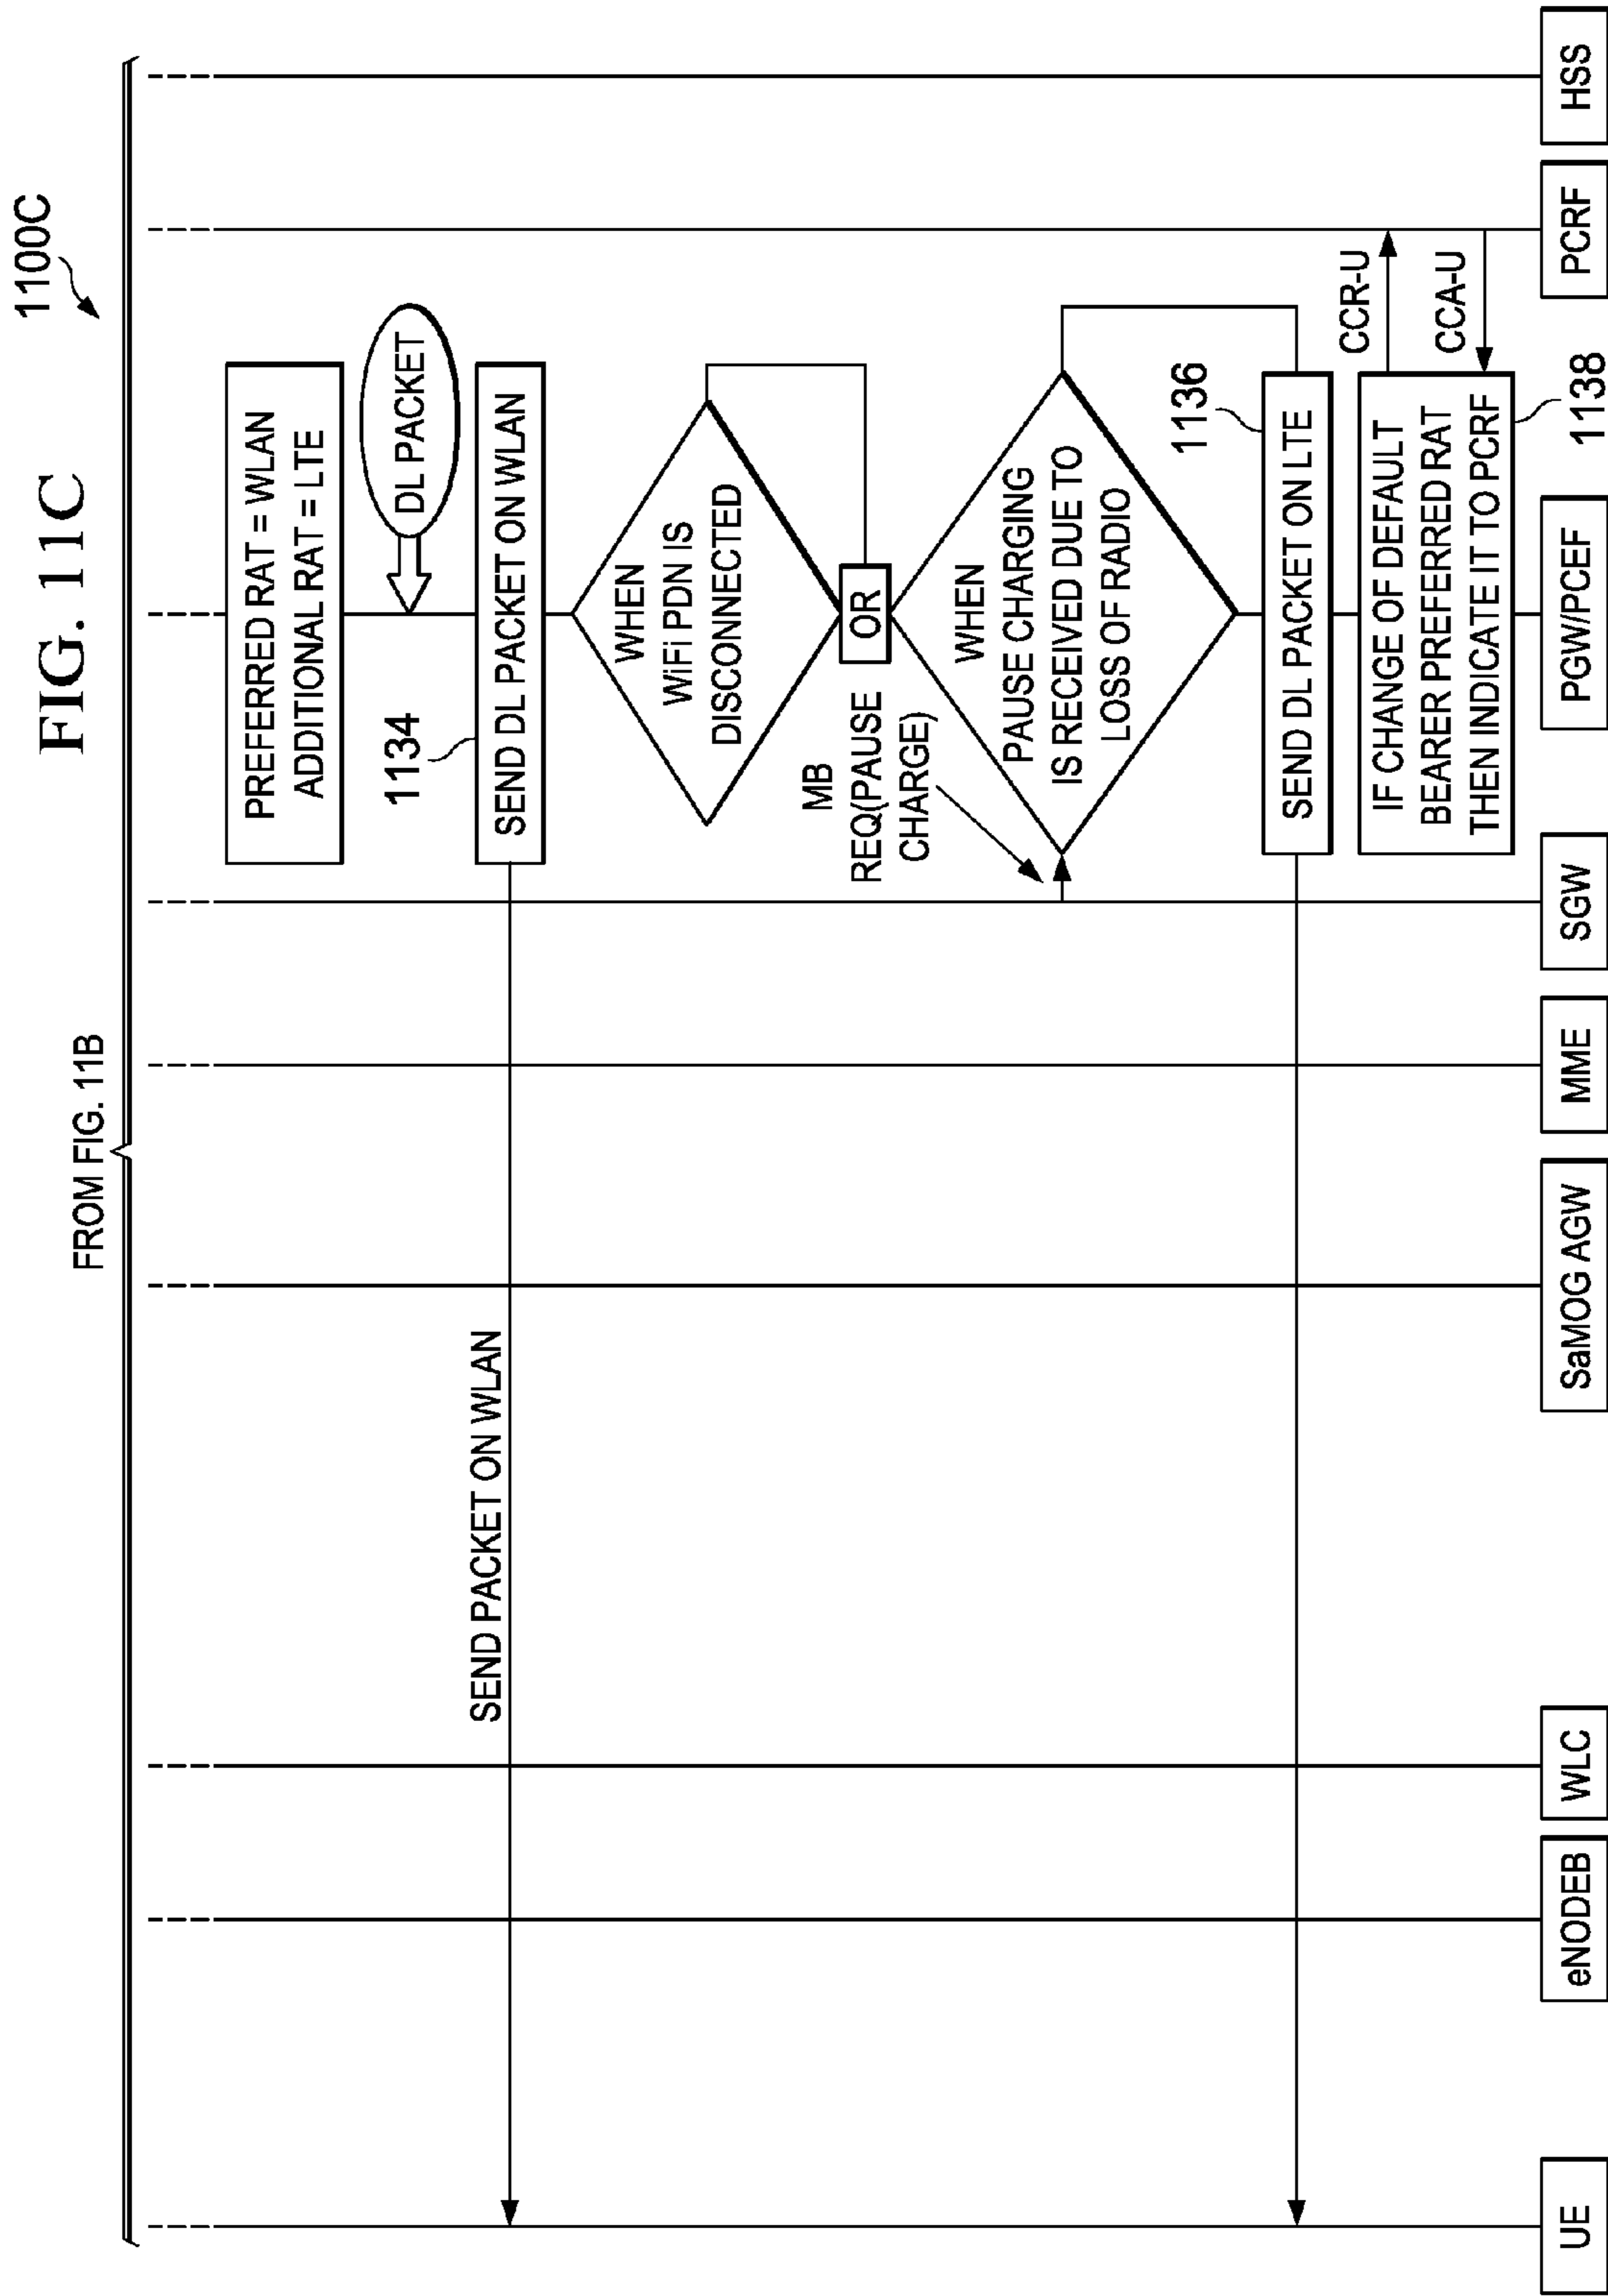 FIG. 11C
1100C
FROM FIG. 11B
PREFERRED RAT = WLAN
ADDITIONAL RAT = LTE
DL PACKET
1134
SEND DL PACKET ON WLAN
SEND PACKET ON WLAN
WHEN
WiFi PDN IS
DISCONNECTED
OR
MB
REQ(PAUSE
CHARGE)
WHEN
PAUSE CHARGING
IS RECEIVED DUE TO
LOSS OF RADIO
1136
SEND DL PACKET ON LTE
CCR-U
IF CHANGE OF DEFAULT
BEARER PREFERRED RAT
THEN INDICATE IT TO PCRF
CCA-U
1138
UE
eNODEB
WLC
SaMOG AGW
MME
SGW
PGW/PCEF
PCRF
HSS